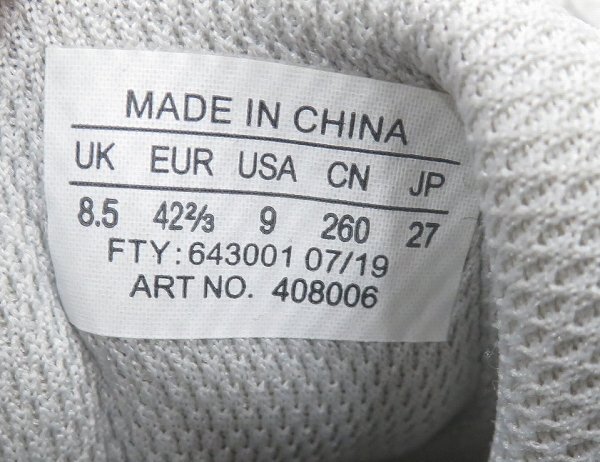 MADE IN CHINA
UK EUR USA CN JP
8.5 42⅔ 9 260 27
FTY: 643001 07/19
ART NO. 408006